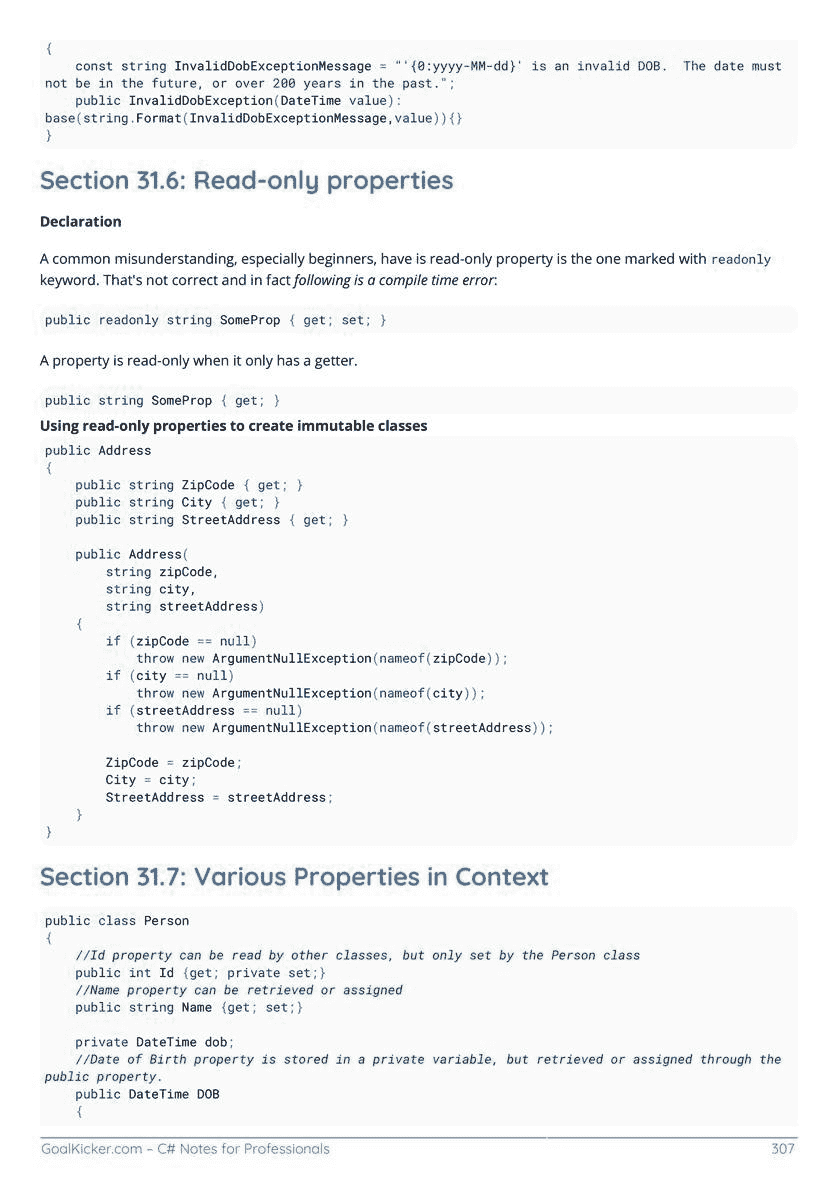 {
    const string InvalidDobExceptionMessage = "'{0:yyyy-MM-dd}' is an invalid DOB.  The date must
not be in the future, or over 200 years in the past.";
    public InvalidDobException(DateTime value):
base(string.Format(InvalidDobExceptionMessage,value)){}
}
Section 31.6: Read-only properties
Declaration
A common misunderstanding, especially beginners, have is read-only property is the one marked with readonly
keyword. That's not correct and in fact following is a compile time error:
public readonly string SomeProp { get; set; }
A property is read-only when it only has a getter.
public string SomeProp { get; }
Using read-only properties to create immutable classes
public Address
{
    public string ZipCode { get; }
    public string City { get; }
    public string StreetAddress { get; }

    public Address(
        string zipCode,
        string city,
        string streetAddress)
    {
        if (zipCode == null)
            throw new ArgumentNullException(nameof(zipCode));
        if (city == null)
            throw new ArgumentNullException(nameof(city));
        if (streetAddress == null)
            throw new ArgumentNullException(nameof(streetAddress));

        ZipCode = zipCode;
        City = city;
        StreetAddress = streetAddress;
    }
}
Section 31.7: Various Properties in Context
public class Person
{
    //Id property can be read by other classes, but only set by the Person class
    public int Id {get; private set;}
    //Name property can be retrieved or assigned
    public string Name {get; set;}

    private DateTime dob;
    //Date of Birth property is stored in a private variable, but retrieved or assigned through the
public property.
    public DateTime DOB
    {
GoalKicker.com – C# Notes for Professionals 307